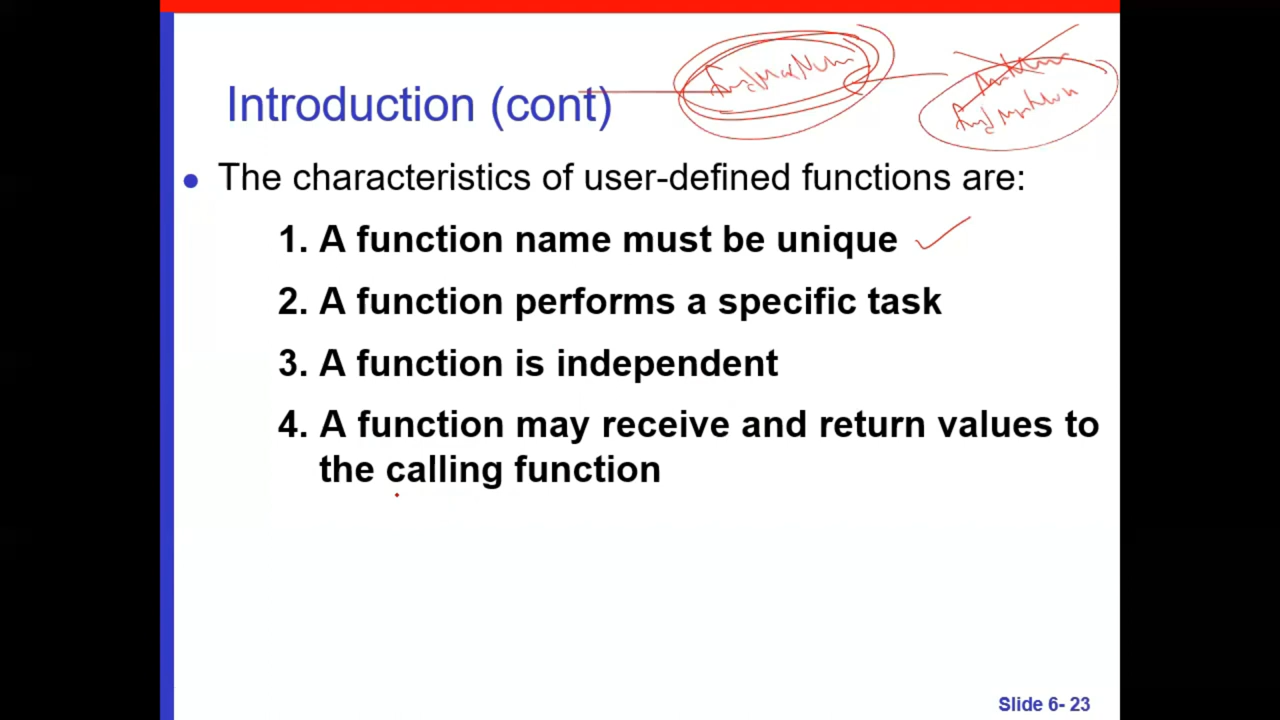 Introduction (cont)
• The characteristics of user-defined functions are:
1. A function name must be unique
2. A function performs a specific task
3. A function is independent
4. A function may receive and return values to
the calling function
Slide 6- 23